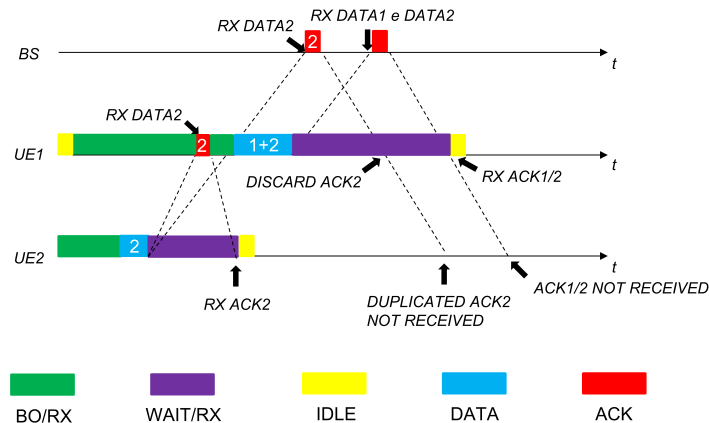 RX DATA2
RX DATA1 e DATA2
2
BS
t
RX DATA2
2
1+2
UE1
t
DISCARD ACK2
RX ACK1/2
2
UE2
t
RX ACK2
DUPLICATED ACK2
NOT RECEIVED
ACK1/2 NOT RECEIVED
BO/RX
WAIT/RX
IDLE
DATA
ACK